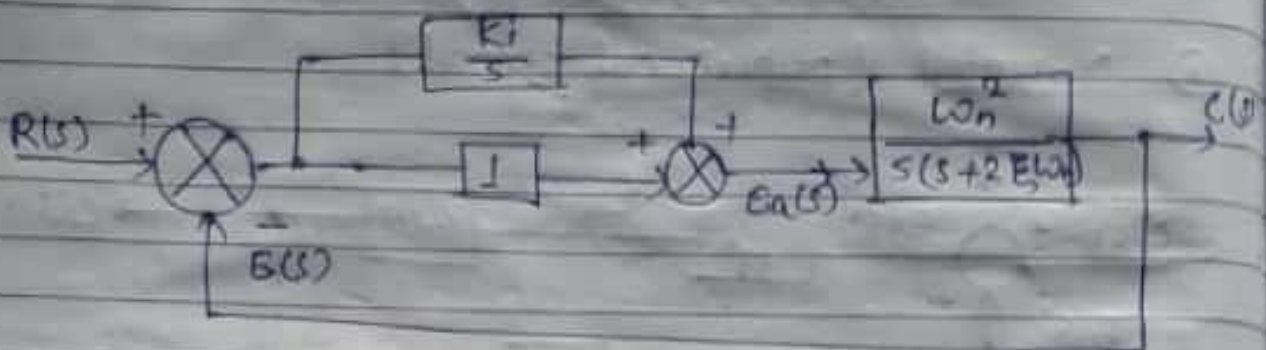 Ki
s
R(s) + 1 + + ωn² C(s)
s(s+2ξωn)
Ea(s)
-
B(s)